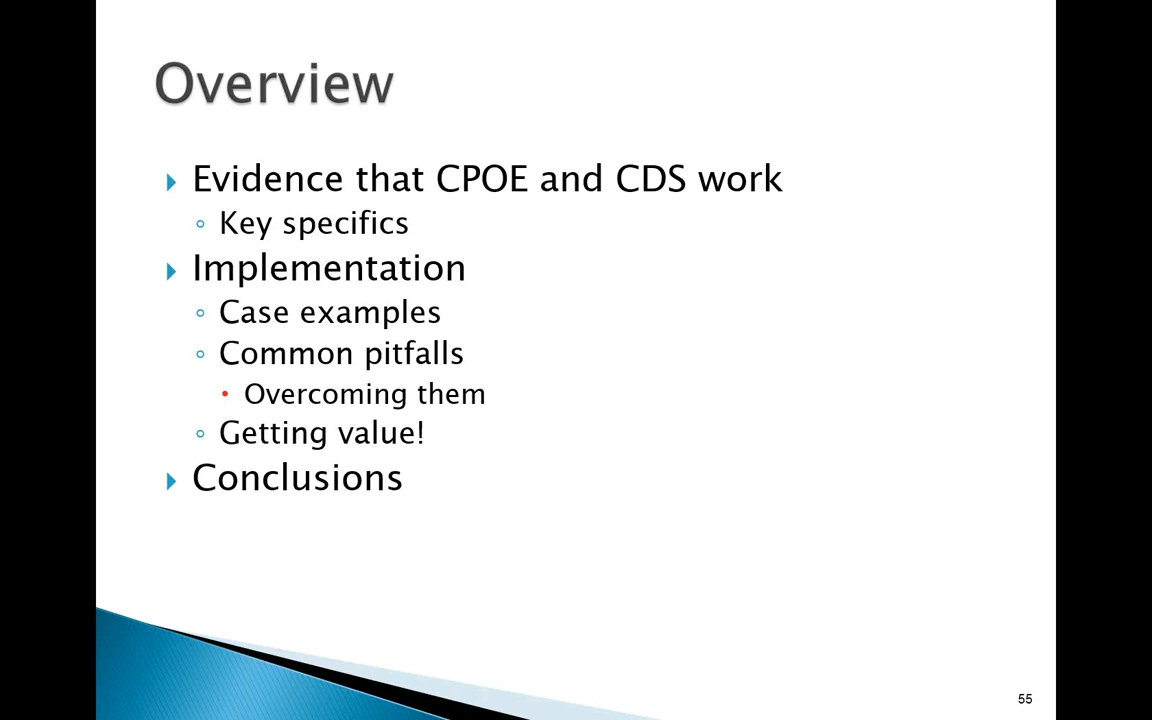 Overview
Evidence that CPOE and CDS work
Key specifics
Implementation
Case examples
Common pitfalls
Overcoming them
Getting value!
Conclusions
55